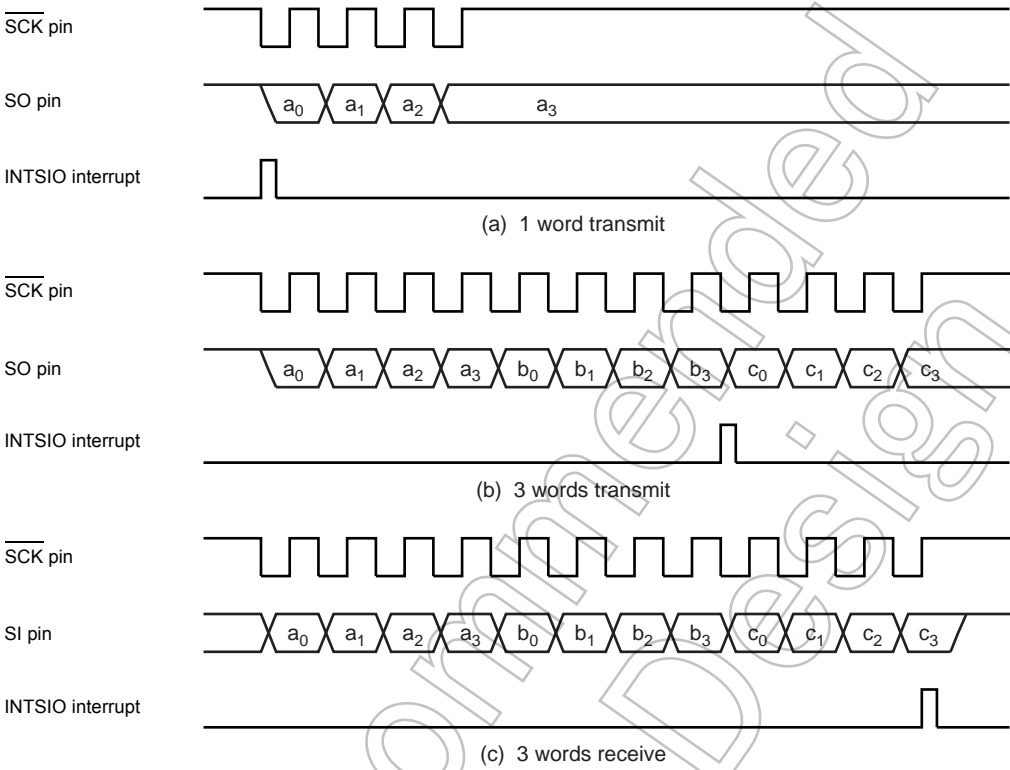 SCK pin
SO pin
a0 a1 a2 a3
INTSIO interrupt
(a) 1 word transmit
SCK pin
SO pin
a0 a1 a2 a3 b0 b1 b2 b3 c0 c1 c2 c3
INTSIO interrupt
(b) 3 words transmit
SCK pin
SI pin
a0 a1 a2 a3 b0 b1 b2 b3 c0 c1 c2 c3
INTSIO interrupt
(c) 3 words receive
ommended
Design